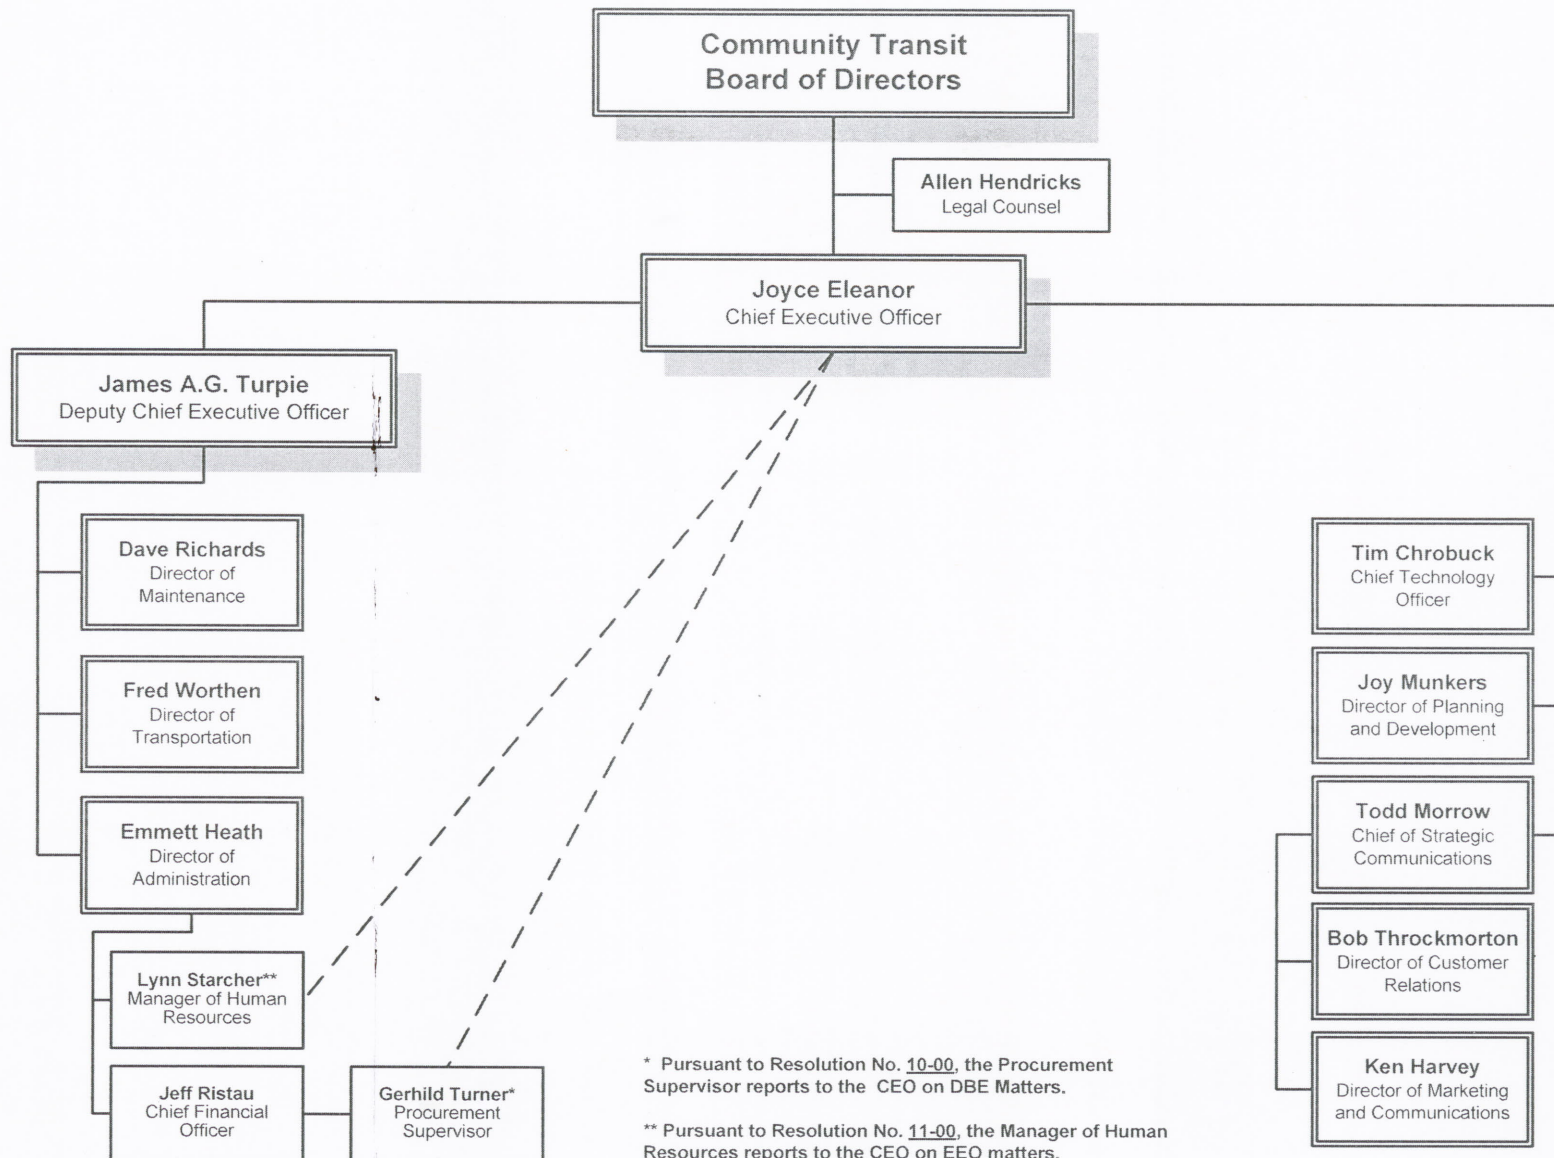 Community Transit
Board of Directors
Allen Hendricks
Legal Counsel
Joyce Eleanor
Chief Executive Officer
James A.G. Turpie
Deputy Chief Executive Officer
Dave Richards
Director of
Maintenance
Fred Worthen
Director of
Transportation
Emmett Heath
Director of
Administration
Lynn Starcher**
Manager of Human
Resources
Jeff Ristau
Chief Financial
Officer
Gerhild Turner*
Procurement
Supervisor
* Pursuant to Resolution No. 10-00, the Procurement
Supervisor reports to the CEO on DBE Matters.
** Pursuant to Resolution No. 11-00, the Manager of Human
Resources reports to the CEO on EEO matters.
Tim Chrobuck
Chief Technology
Officer
Joy Munkers
Director of Planning
and Development
Todd Morrow
Chief of Strategic
Communications
Bob Throckmorton
Director of Customer
Relations
Ken Harvey
Director of Marketing
and Communications